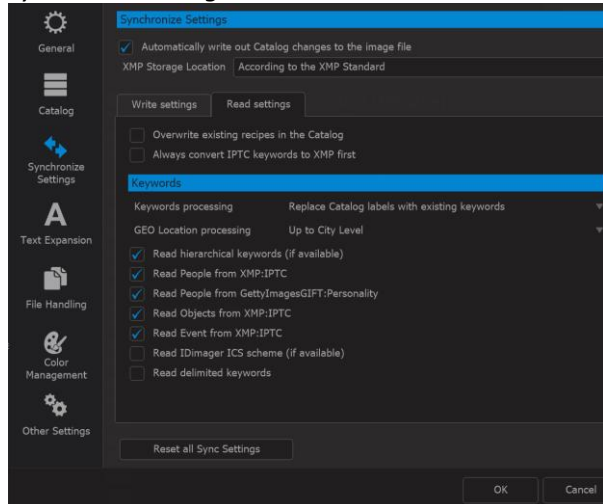 Synchronize Settings
General
Automatically write out Catalog changes to the image file
XMP Storage Location According to the XMP Standard
Catalog
Write settings Read settings
Overwrite existing recipes in the Catalog
Always convert IPTC keywords to XMP first
Synchronize
Settings
Keywords
Keywords processing Replace Catalog labels with existing keywords
GEO Location processing Up to City Level
Text Expansion
Read hierarchical keywords (if available)
Read People from XMP:IPTC
Read People from GettyImagesGIFT:Personality
File Handling
Read Objects from XMP:IPTC
Read Event from XMP:IPTC
Read IDimager ICS scheme (if available)
Color
Management
Read delimited keywords
Other Settings
Reset all Sync Settings
OK Cancel